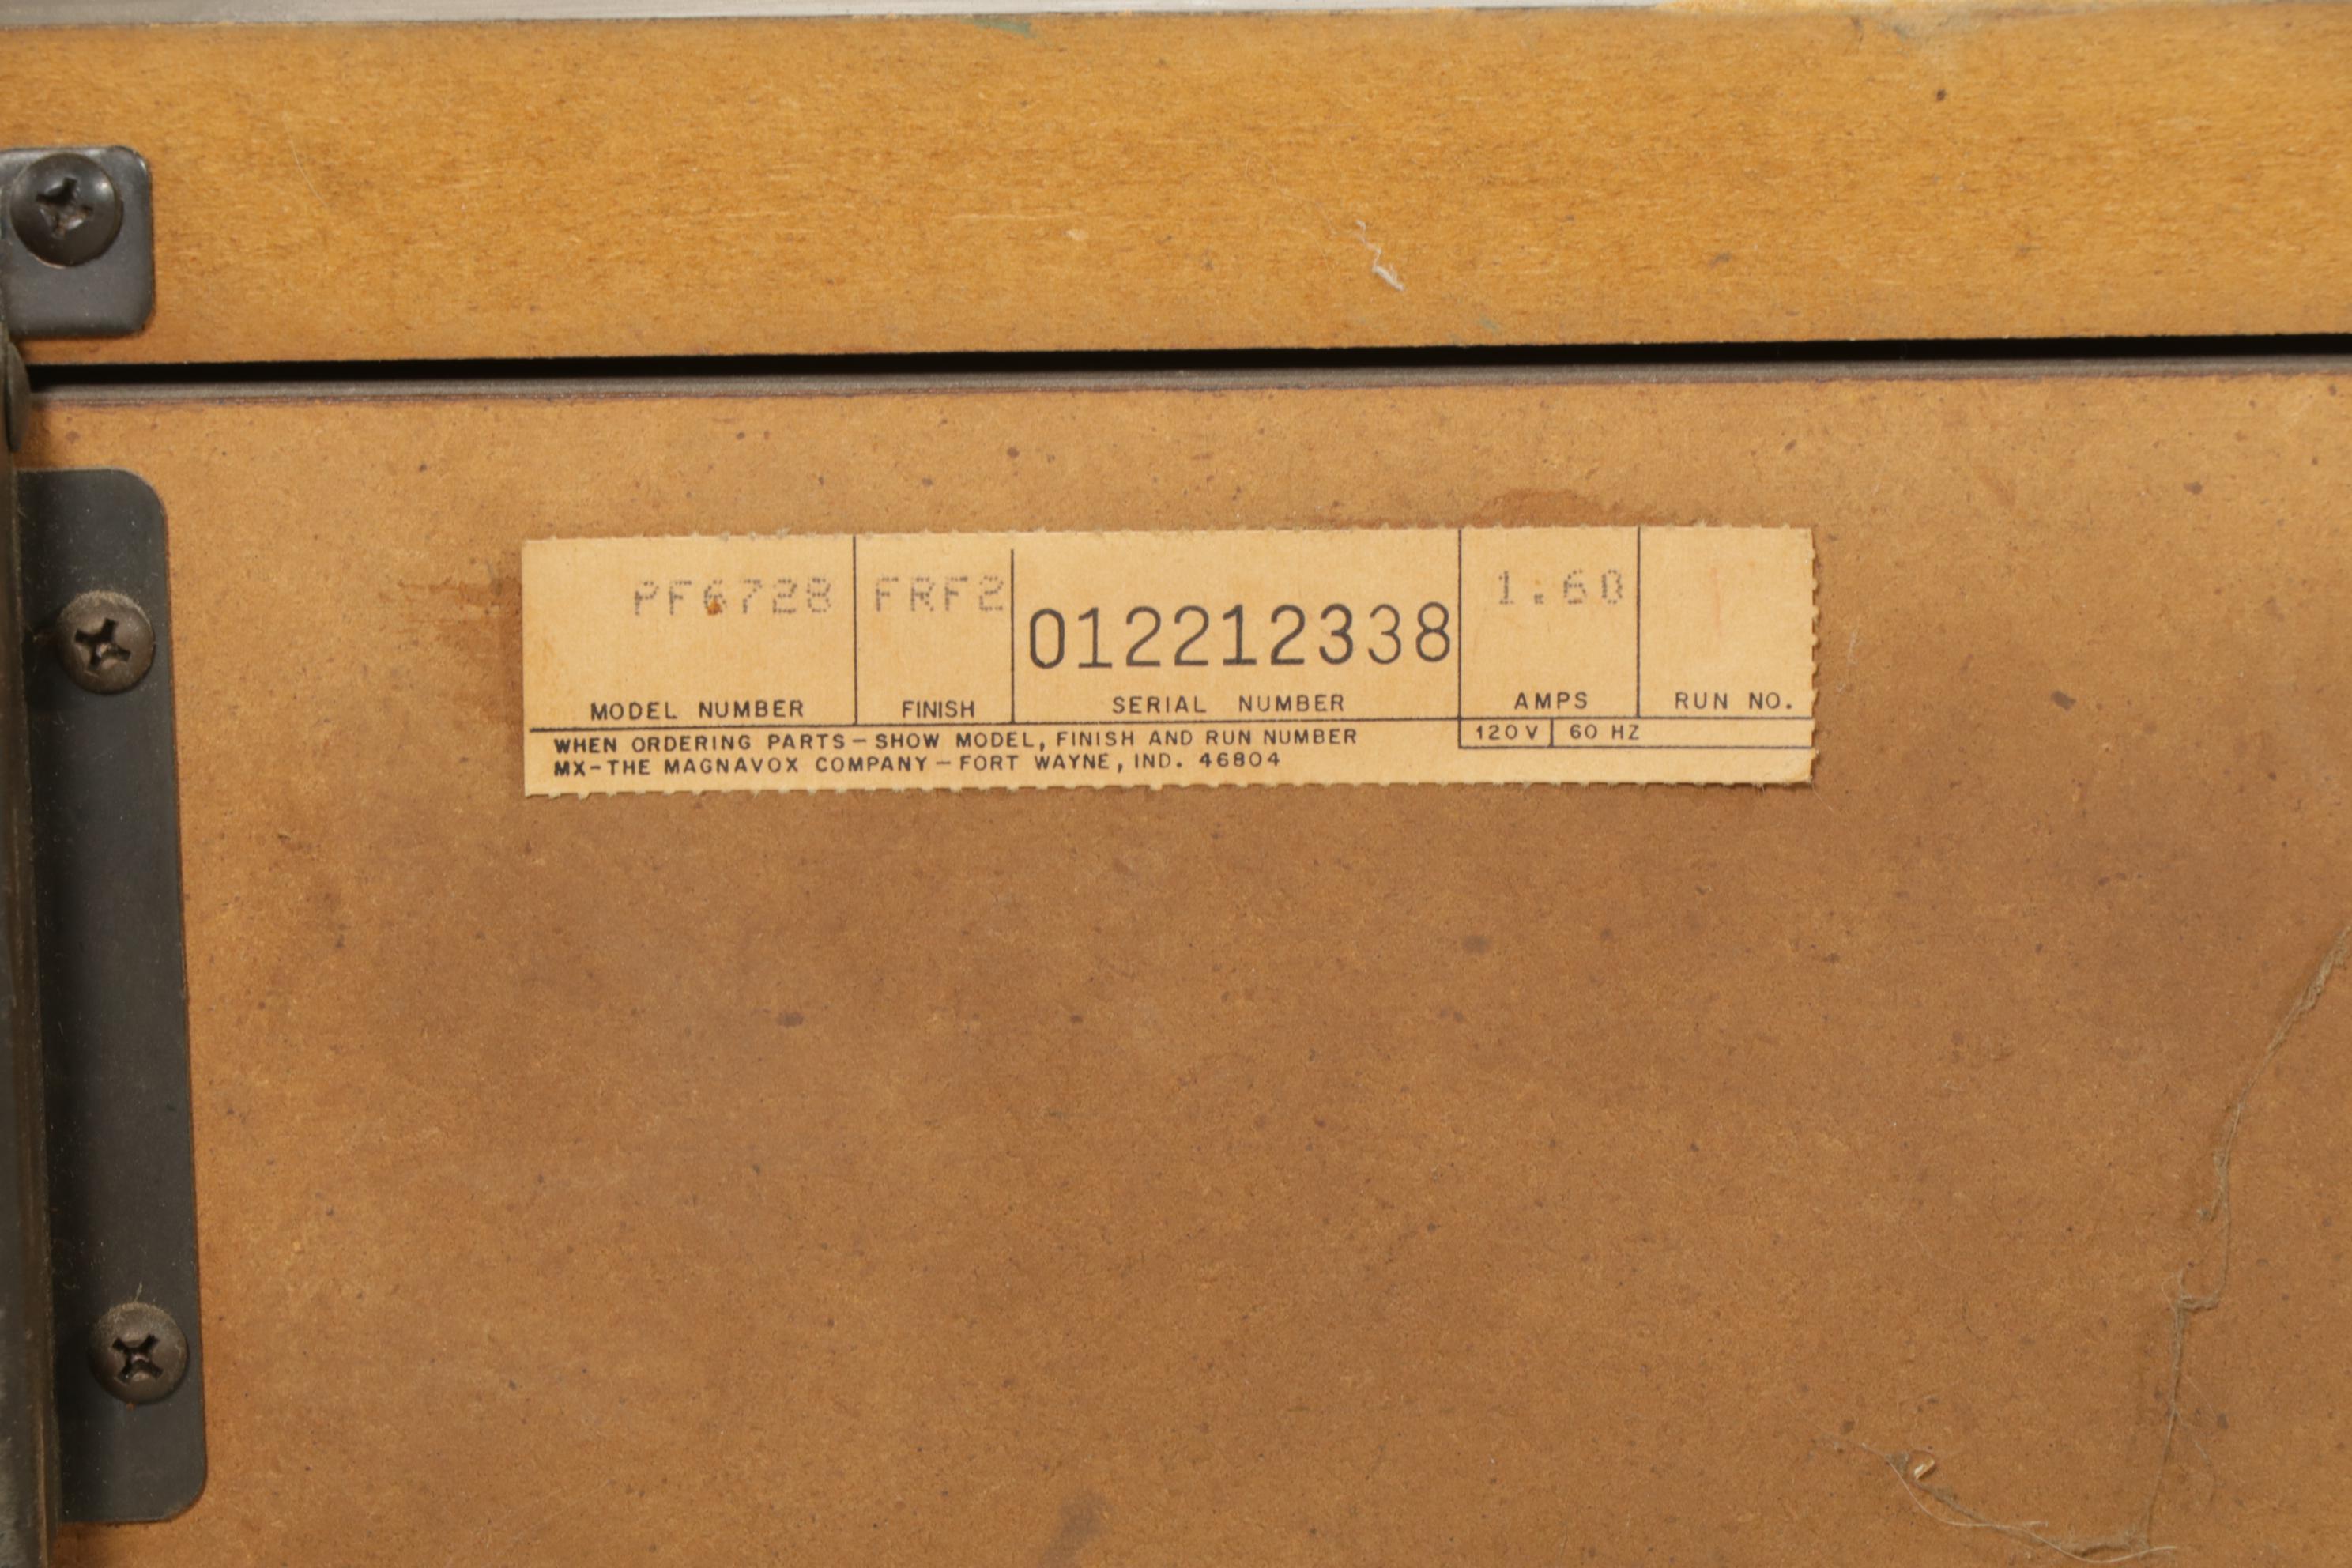 PF6728 FRF2 012212338 1.60
MODEL NUMBER FINISH SERIAL NUMBER AMPS RUN NO.
120V 60 HZ
WHEN ORDERING PARTS — SHOW MODEL, FINISH AND RUN NUMBER
MX-THE MAGNAVOX COMPANY — FORT WAYNE, IND. 46804